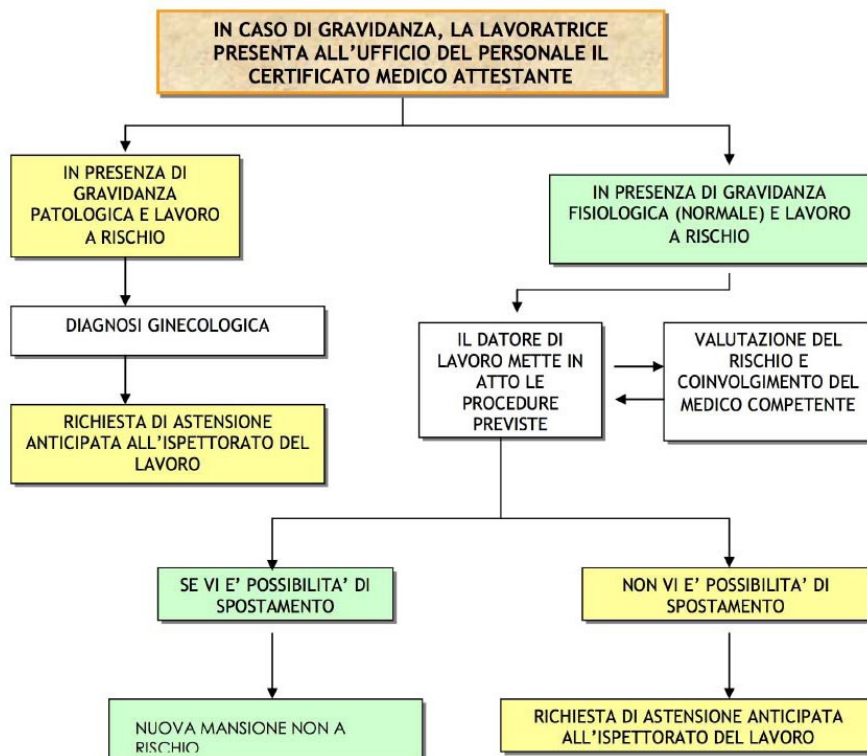 IN CASO DI GRAVIDANZA, LA LAVORATRICE
PRESENTA ALL'UFFICIO DEL PERSONALE IL
CERTIFICATO MEDICO ATTESTANTE
IN PRESENZA DI
GRAVIDANZA
PATOLOGICA E LAVORO
A RISCHIO
IN PRESENZA DI GRAVIDANZA
FISIOLOGICA (NORMALE) E LAVORO
A RISCHIO
DIAGNOSI GINECOLOGICA
IL DATORE DI
LAVORO METTE IN
ATTO LE
PROCEDURE
PREVISTE
VALUTAZIONE DEL
RISCHIO E
COINVOLGIMENTO DEL
MEDICO COMPETENTE
RICHIESTA DI ASTENSIONE
ANTICIPATA ALL'ISPETTORATO DEL
LAVORO
SE VI E' POSSIBILITA' DI
SPOSTAMENTO
NON VI E' POSSIBILITA' DI
SPOSTAMENTO
NUOVA MANSIONE NON A
RISCHIO
RICHIESTA DI ASTENSIONE ANTICIPATA
ALL'ISPETTORATO DEL LAVORO